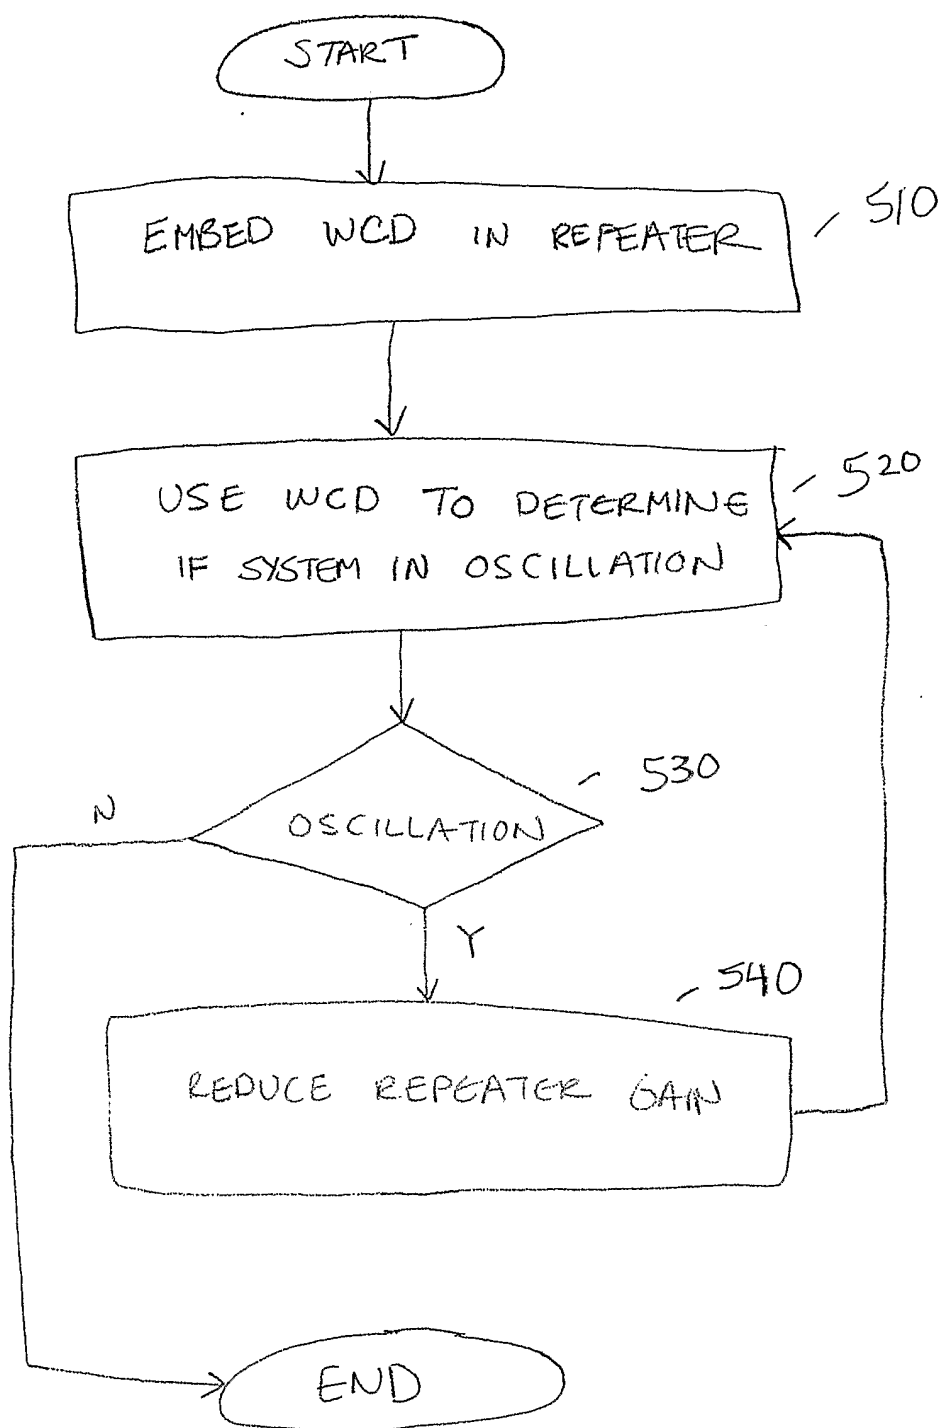 START
EMBED WCD IN REPEATER
510
USE WCD TO DETERMINE
520
IF SYSTEM IN OSCILLATION
530
N
OSCILLATION
Y
540
REDUCE REPEATER GAIN
END